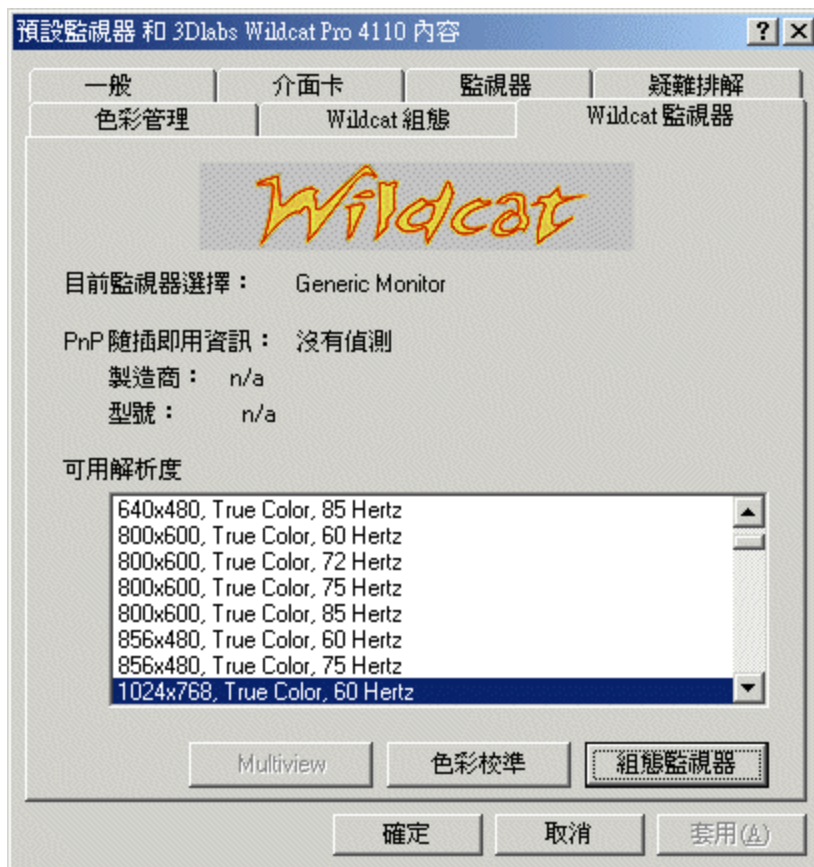 預設監視器 和 3Dlabs Wildcat Pro 4110 內容
一般 介面卡 監視器 疑難排解
色彩管理 Wildcat 組態 Wildcat 監視器
Wildcat
目前監視器選擇： Generic Monitor
PnP 隨插即用資訊： 沒有偵測
製造商： n/a
型號： n/a
可用解析度
640x480, True Color, 85 Hertz
800x600, True Color, 60 Hertz
800x600, True Color, 72 Hertz
800x600, True Color, 75 Hertz
800x600, True Color, 85 Hertz
856x480, True Color, 60 Hertz
856x480, True Color, 75 Hertz
1024x768, True Color, 60 Hertz
Multiview 色彩校準 組態監視器
確定 取消 套用(A)